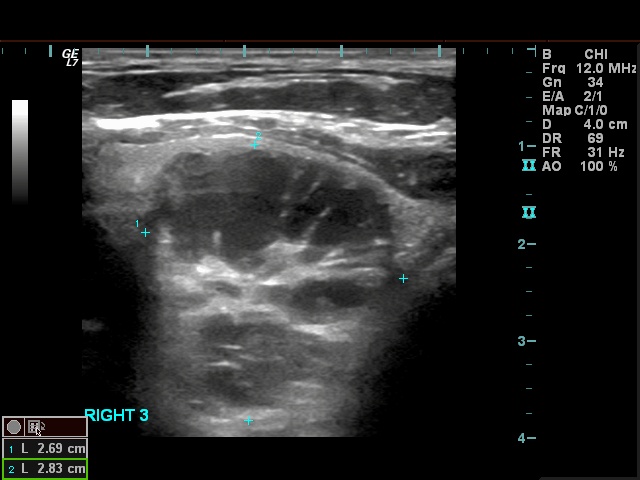 GE
L7
B CHI
Frq 12.0 MHz
Gn 34
E/A 2/1
Map C/1/0
D 4.0 cm
DR 69
FR 31 Hz
AO 100 %
1
2
3
4
2
1
RIGHT 3
1 L 2.69 cm
2 L 2.83 cm